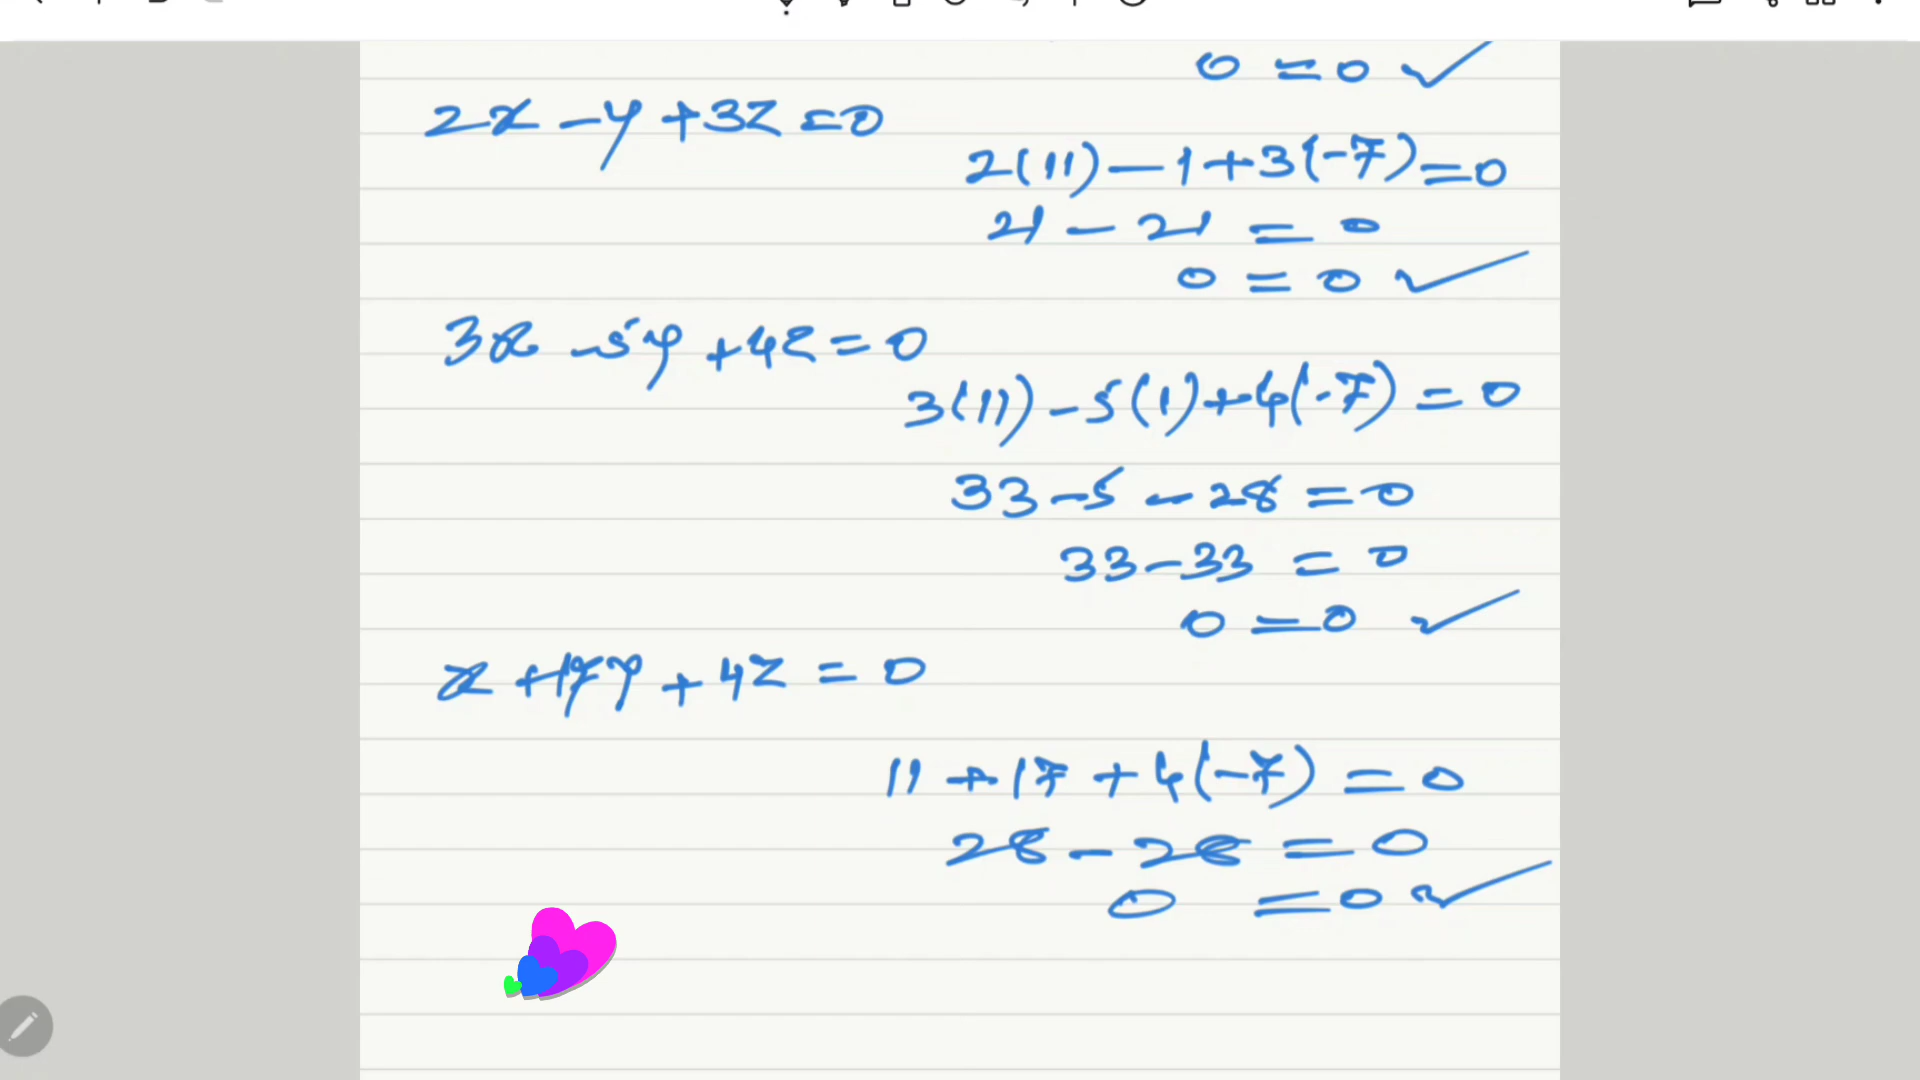 0 = 0 ✓
2x - y + 3z = 0
2(11) - 1 + 3(-7) = 0
21 - 21 = 0
0 = 0 ✓
3x - 5y + 4z = 0
3(11) - 5(1) + 4(-7) = 0
33 - 5 - 28 = 0
33 - 33 = 0
0 = 0 ✓
x + 17y + 4z = 0
11 + 17 + 4(-7) = 0
28 - 28 = 0
0 = 0 ✓